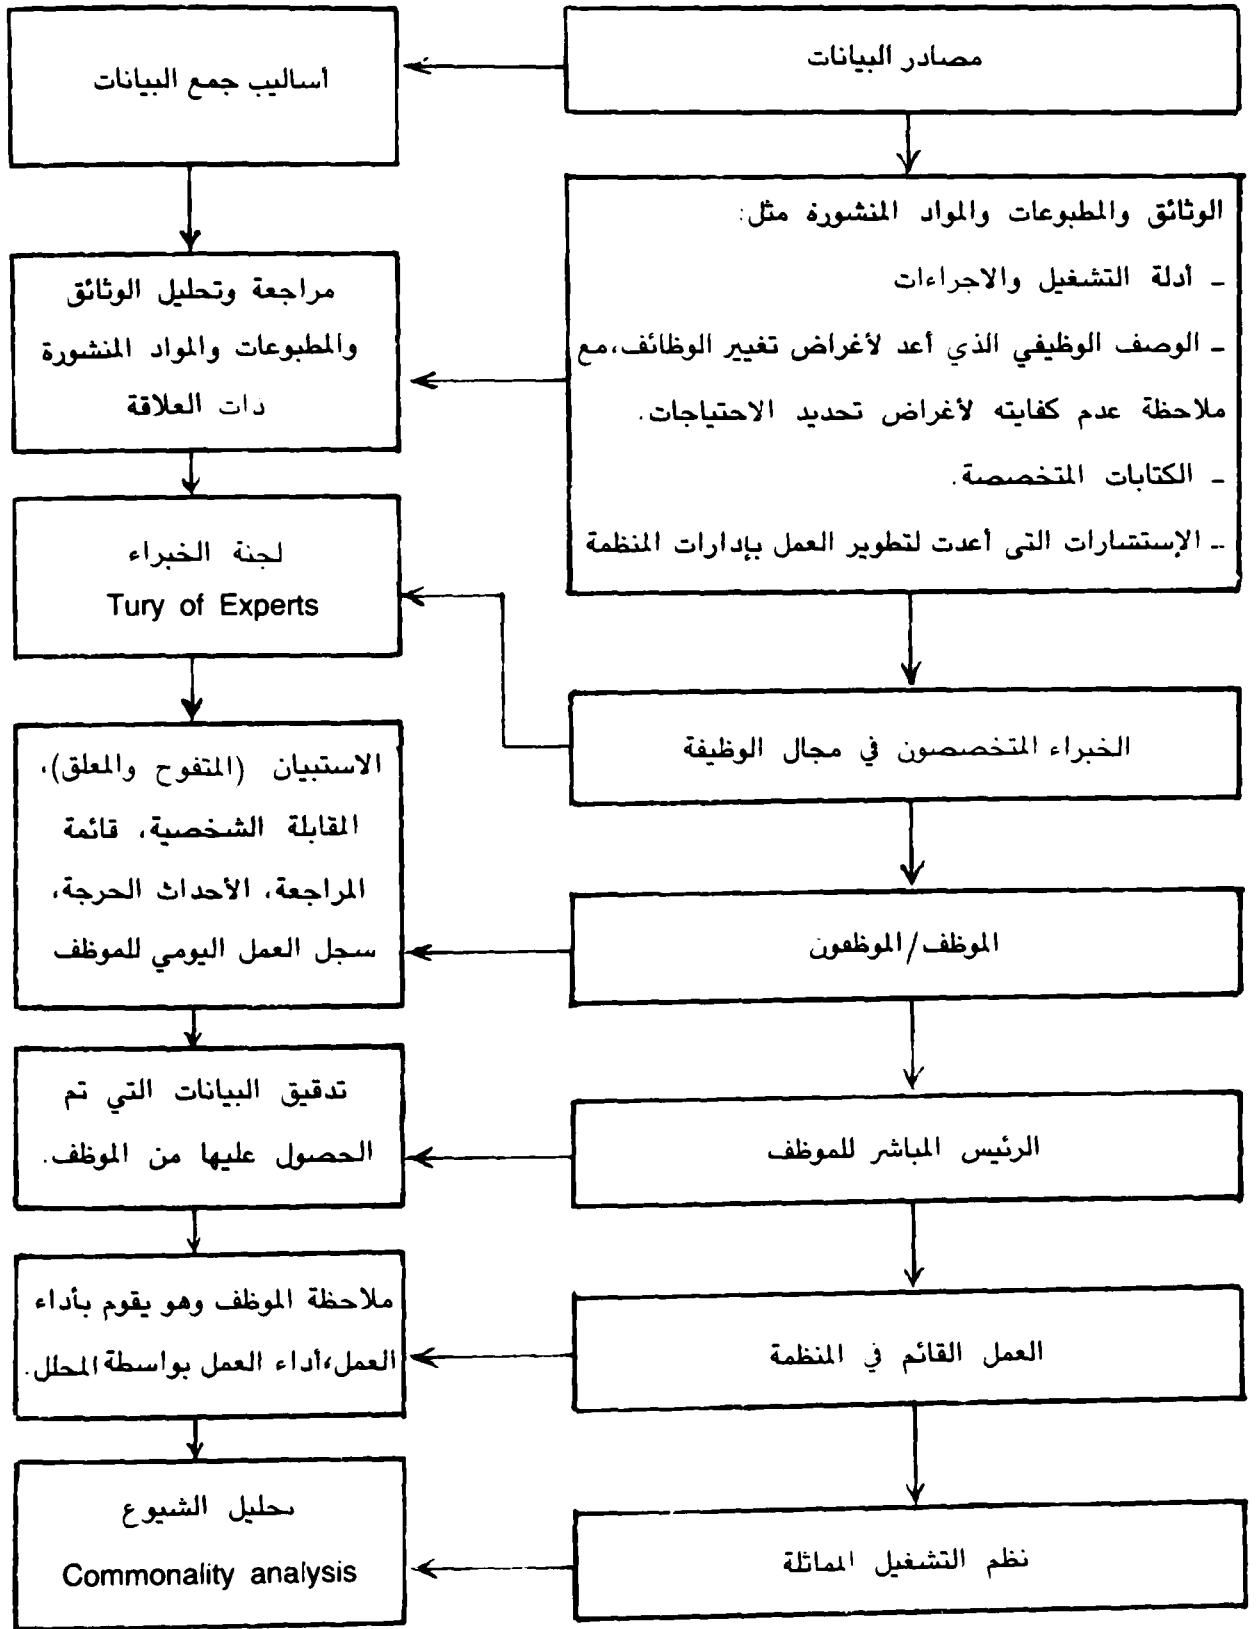 مصادر البيانات
أساليب جمع البيانات
الوثائق والمطبوعات والمواد المنشورة مثل:
ـ أدلة التشغيل والاجراءات
ـ الوصف الوظيفي الذي أعد لأغراض تغيير الوظائف، مع
ملاحظة عدم كفايته لأغراض تحديد الاحتياجات.
ـ الكتابات المتخصصة.
ـ الإستشارات التى أعدت لتطوير العمل بإدارات المنظمة
مراجعة وتحليل الوثائق
والمطبوعات والمواد المنشورة
ذات العلاقة
الخبراء المتخصصون في مجال الوظيفة
لجنة الخبراء
Tury of Experts
الموظف/الموظفون
الاستبيان (المتفوح والمعلق)،
المقابلة الشخصية، قائمة
المراجعة، الأحداث الحرجة،
سجل العمل اليومي للموظف
الرئيس المباشر للموظف
تدقيق البيانات التي تم
الحصول عليها من الموظف.
العمل القائم في المنظمة
ملاحظة الموظف وهو يقوم بأداء
العمل،أداء العمل بواسطة المحلل.
نظم التشغيل المماثلة
تحليل الشيوع
Commonality analysis